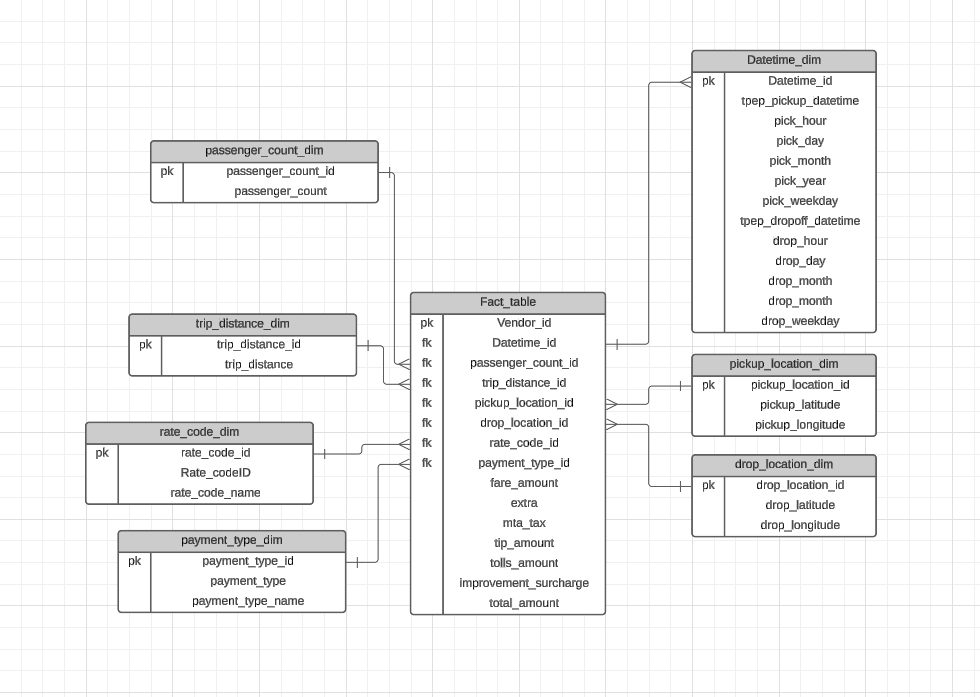 Datetime_dim
pk Datetime_id
tpep_pickup_datetime
pick_hour
pick_day
pick_month
pick_year
pick_weekday
tpep_dropoff_datetime
drop_hour
drop_day
drop_month
drop_month
drop_weekday
passenger_count_dim
pk passenger_count_id
passenger_count
trip_distance_dim
pk trip_distance_id
trip_distance
rate_code_dim
pk rate_code_id
Rate_codeID
rate_code_name
payment_type_dim
pk payment_type_id
payment_type
payment_type_name
Fact_table
pk Vendor_id
fk Datetime_id
fk passenger_count_id
fk trip_distance_id
fk pickup_location_id
fk drop_location_id
fk rate_code_id
fk payment_type_id
fare_amount
extra
mta_tax
tip_amount
tolls_amount
improvement_surcharge
total_amount
pickup_location_dim
pk pickup_location_id
pickup_latitude
pickup_longitude
drop_location_dim
pk drop_location_id
drop_latitude
drop_longitude